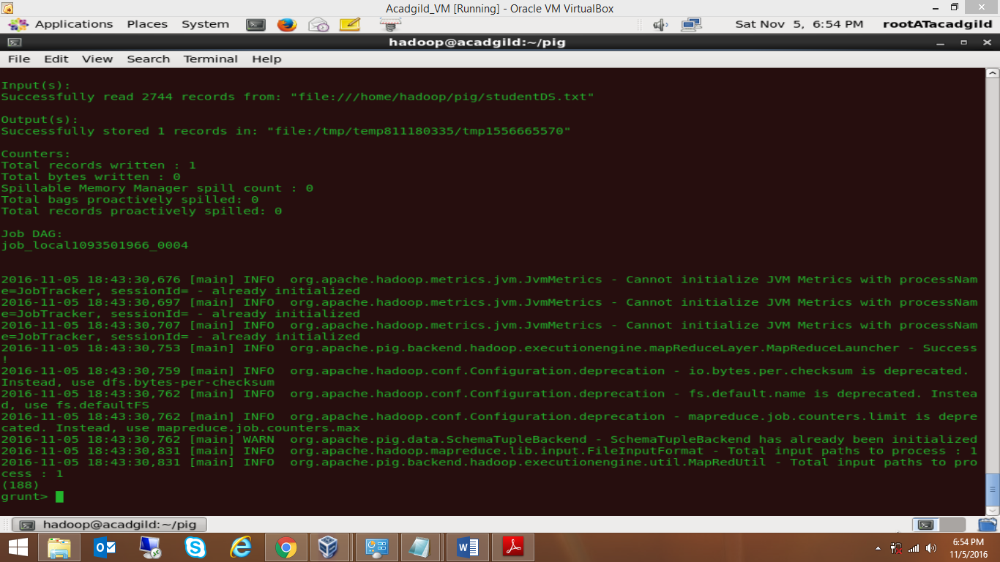 Acadgild_VM [Running] - Oracle VM VirtualBox
Applications Places System Sat Nov 5, 6:54 PM rootATacadgild
hadoop@acadgild:~/pig
File Edit View Search Terminal Help
Input(s):
Successfully read 2744 records from: "file:///home/hadoop/pig/studentDS.txt"
Output(s):
Successfully stored 1 records in: "file:/tmp/temp811180335/tmp1556665570"
Counters:
Total records written : 1
Total bytes written : 0
Spillable Memory Manager spill count : 0
Total bags proactively spilled: 0
Total records proactively spilled: 0
Job DAG:
job_local1093501966_0004
2016-11-05 18:43:30,676 [main] INFO  org.apache.hadoop.metrics.jvm.JvmMetrics - Cannot initialize JVM Metrics with processNam
e=JobTracker, sessionId= - already initialized
2016-11-05 18:43:30,697 [main] INFO  org.apache.hadoop.metrics.jvm.JvmMetrics - Cannot initialize JVM Metrics with processNam
e=JobTracker, sessionId= - already initialized
2016-11-05 18:43:30,707 [main] INFO  org.apache.hadoop.metrics.jvm.JvmMetrics - Cannot initialize JVM Metrics with processNam
e=JobTracker, sessionId= - already initialized
2016-11-05 18:43:30,753 [main] INFO  org.apache.pig.backend.hadoop.executionengine.mapReduceLayer.MapReduceLauncher - Success
!
2016-11-05 18:43:30,759 [main] INFO  org.apache.hadoop.conf.Configuration.deprecation - io.bytes.per.checksum is deprecated.
Instead, use dfs.bytes-per-checksum
2016-11-05 18:43:30,762 [main] INFO  org.apache.hadoop.conf.Configuration.deprecation - fs.default.name is deprecated. Instea
d, use fs.defaultFS
2016-11-05 18:43:30,762 [main] INFO  org.apache.hadoop.conf.Configuration.deprecation - mapreduce.job.counters.limit is depre
cated. Instead, use mapreduce.job.counters.max
2016-11-05 18:43:30,762 [main] WARN  org.apache.pig.data.SchemaTupleBackend - SchemaTupleBackend has already been initialized
2016-11-05 18:43:30,831 [main] INFO  org.apache.hadoop.mapreduce.lib.input.FileInputFormat - Total input paths to process : 1
2016-11-05 18:43:30,831 [main] INFO  org.apache.pig.backend.hadoop.executionengine.util.MapRedUtil - Total input paths to pro
cess : 1
(188)
grunt>
hadoop@acadgild:~/pig
6:54 PM
11/5/2016